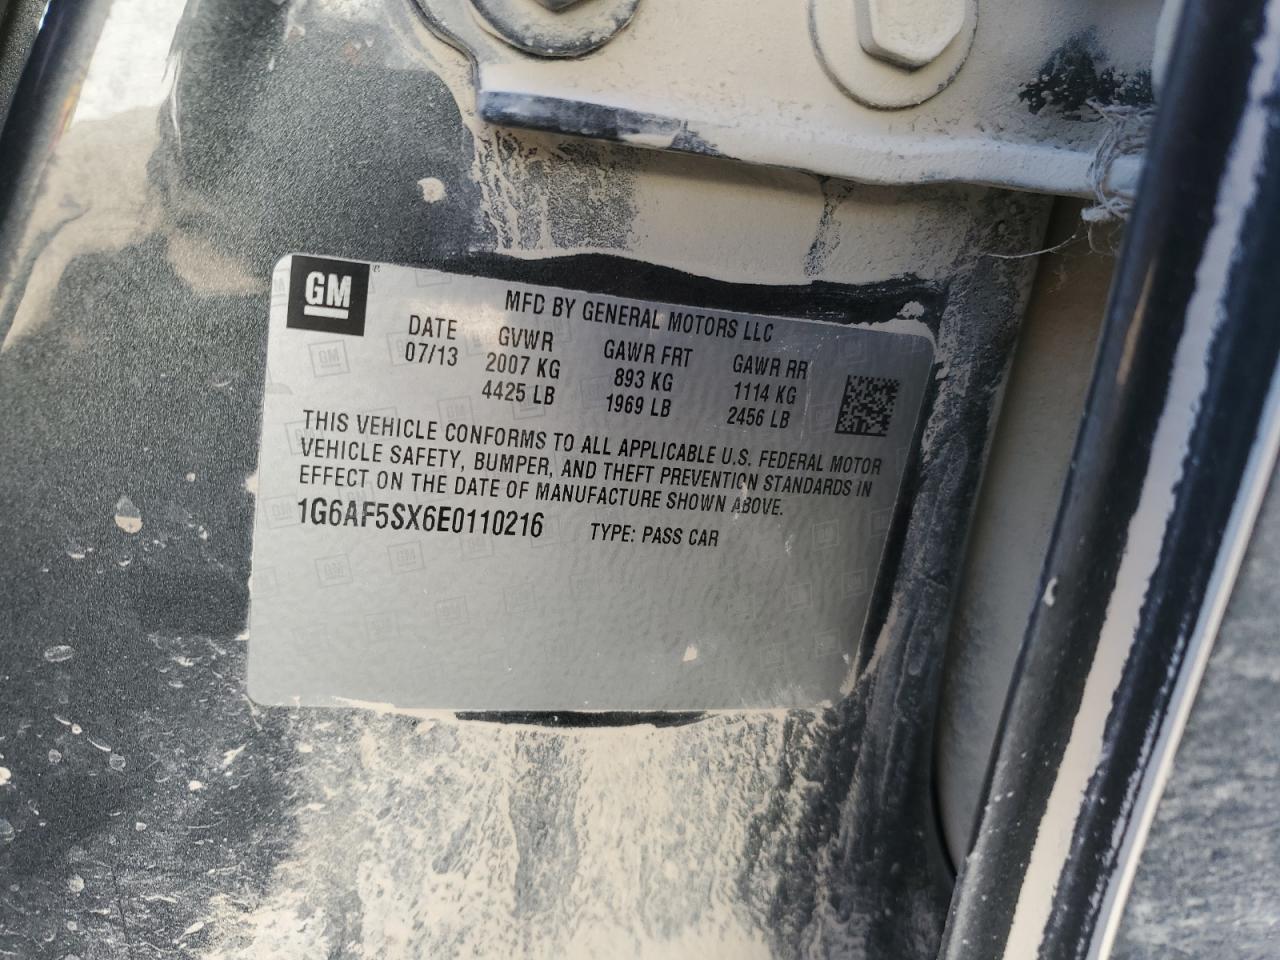 GM
MFD BY GENERAL MOTORS LLC
DATE GVWR GAWR FRT GAWR RR
07/13 2007 KG 893 KG 1114 KG
4425 LB 1969 LB 2456 LB
THIS VEHICLE CONFORMS TO ALL APPLICABLE U.S. FEDERAL MOTOR
VEHICLE SAFETY, BUMPER, AND THEFT PREVENTION STANDARDS IN
EFFECT ON THE DATE OF MANUFACTURE SHOWN ABOVE.
1G6AF5SX6E0110216 TYPE: PASS CAR